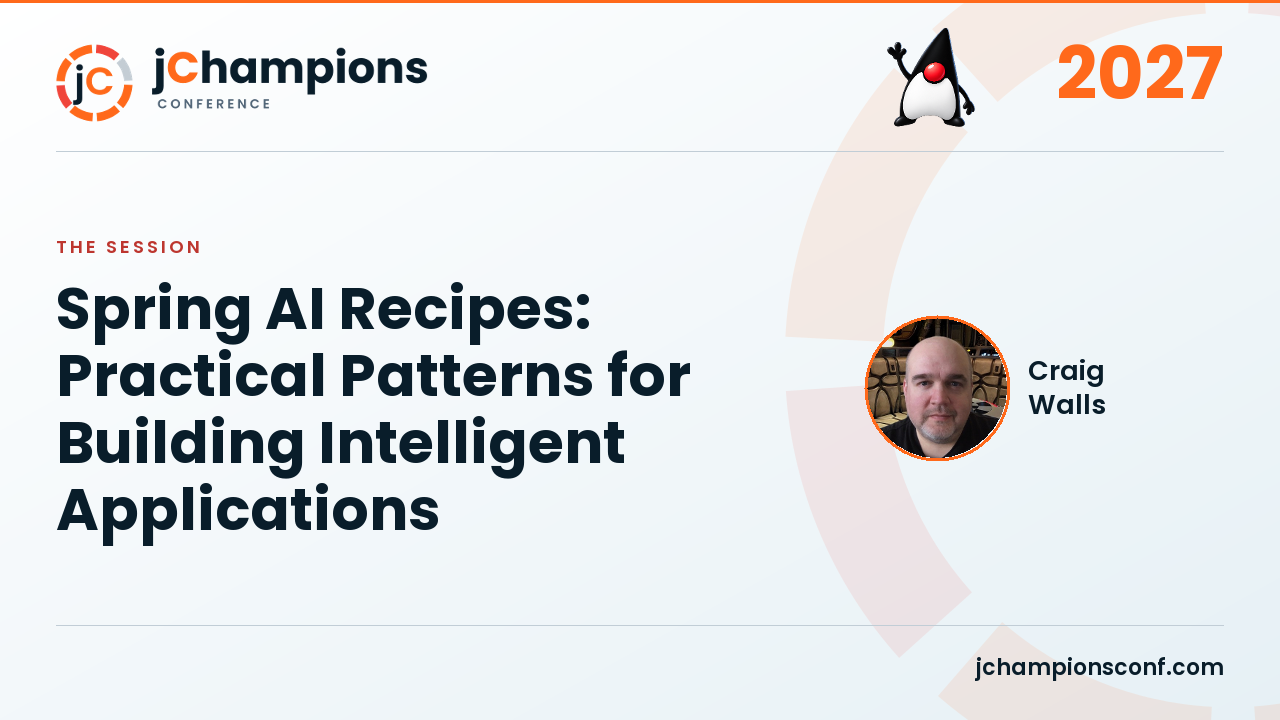 jC
jChampions
CONFERENCE
2027
THE SESSION
Spring AI Recipes:
Practical Patterns for
Building Intelligent
Applications
Craig
Walls
jchampionsconf.com